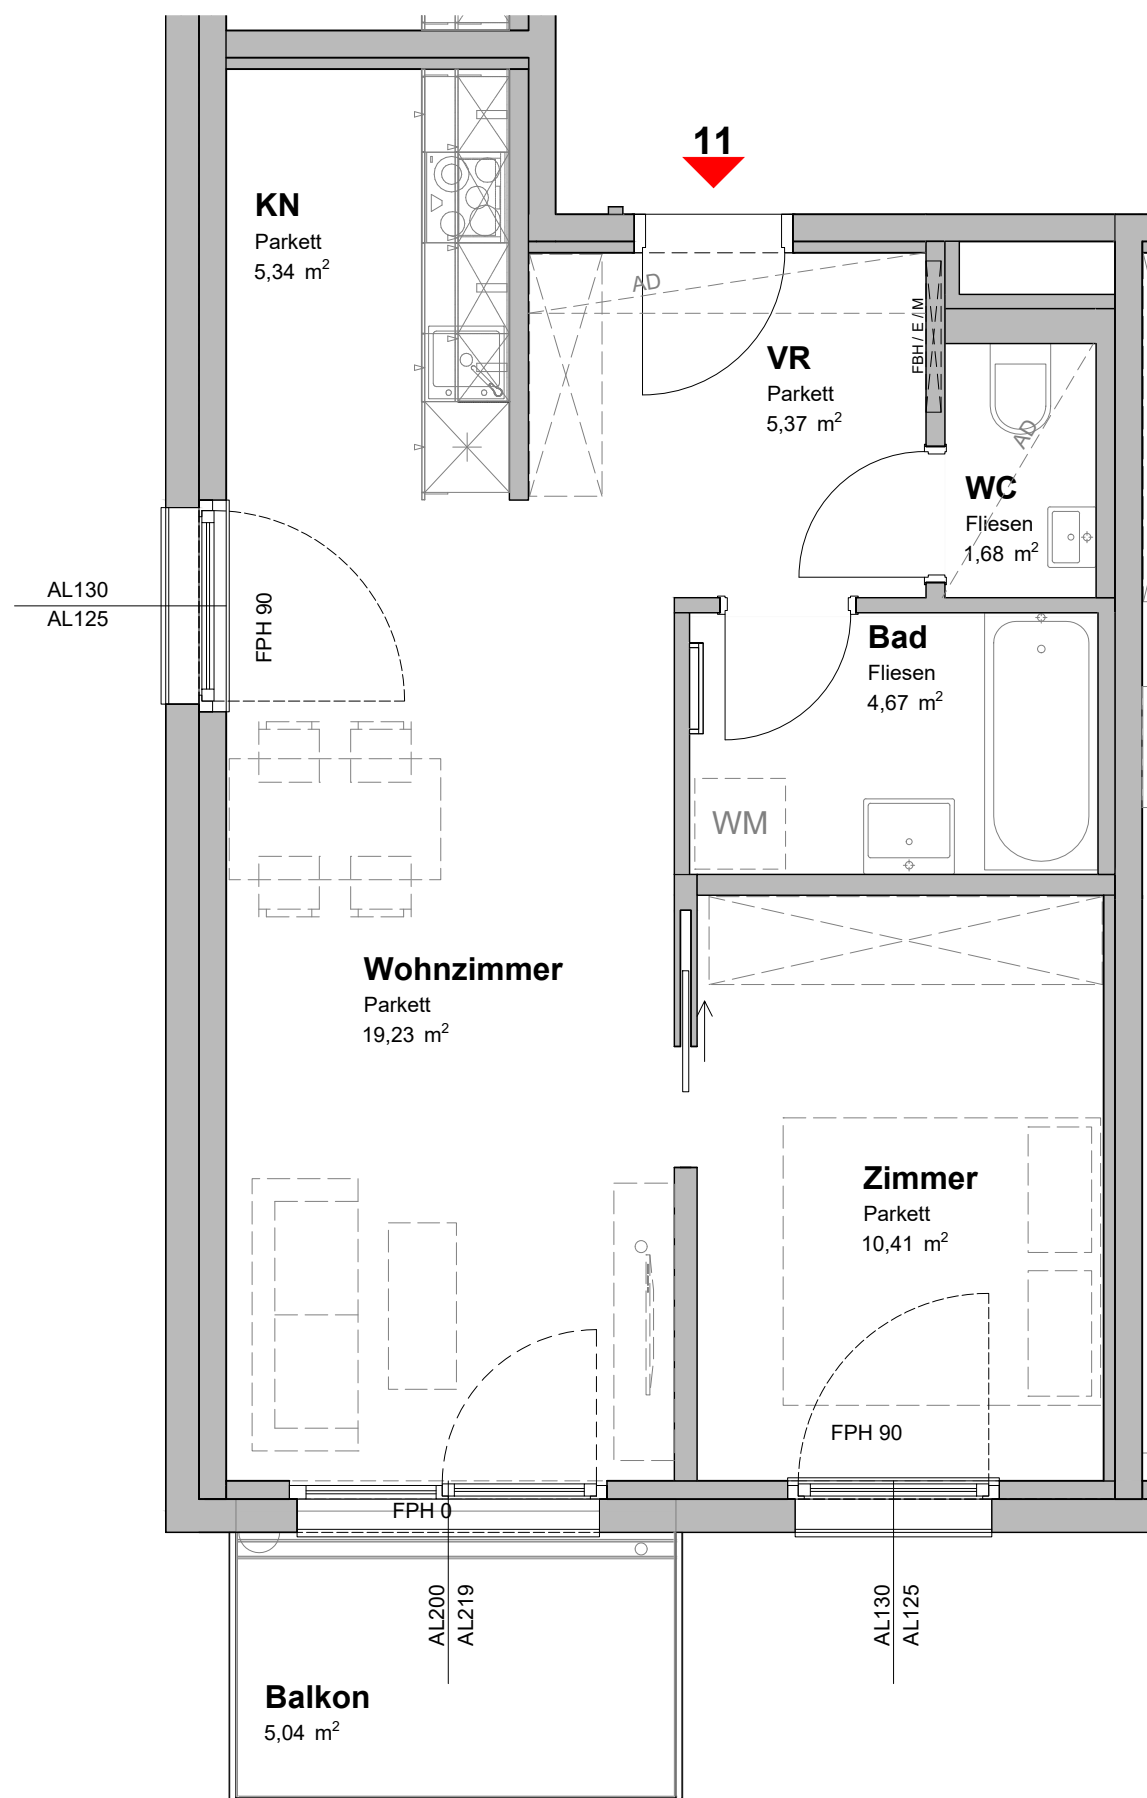 11
KN
Parkett
5,34 m²
AD
VR
Parkett
5,37 m²
FBH / E / M
AD
WC
Fliesen
1,68 m²
AL130
AL125
FPH 90
Bad
Fliesen
4,67 m²
WM
Wohnzimmer
Parkett
19,23 m²
Zimmer
Parkett
10,41 m²
FPH 90
FPH 0
AL200
AL219
AL130
AL125
Balkon
5,04 m²